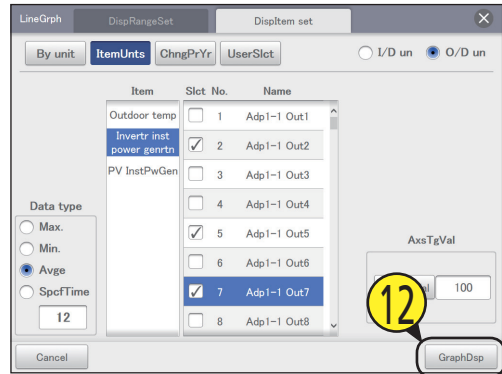 LineGrph
DispRangeSet
DispItem set
By unit
ItemUnts
ChngPrYr
UserSlct
I/D un
O/D un
Item
Slct No.
Name
Outdoor temp
Invertr inst
power genrtn
PV InstPwGen
1 Adp1-1 Out1
2 Adp1-1 Out2
3 Adp1-1 Out3
4 Adp1-1 Out4
5 Adp1-1 Out5
6 Adp1-1 Out6
7 Adp1-1 Out7
8 Adp1-1 Out8
Data type
Max.
Min.
Avge
SpcfTime
12
AxsTgVal
100
12
Cancel
GraphDsp